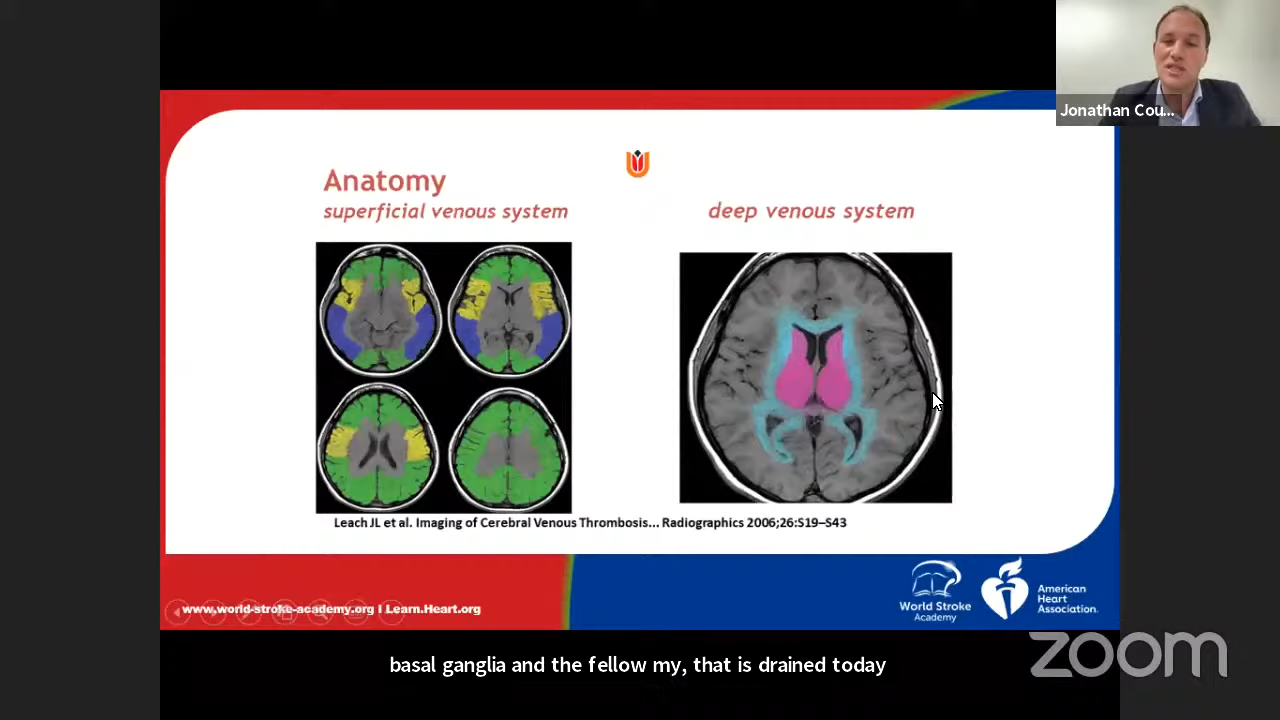 Jonathan Cou...
Anatomy
superficial venous system
deep venous system
Leach JL et al. Imaging of Cerebral Venous Thrombosis... Radiographics 2006;26:S19–S43
www.world-stroke-academy.org I Learn.Heart.org
World Stroke
Academy
American
Heart
Association.
basal ganglia and the fellow my, that is drained today
zoom